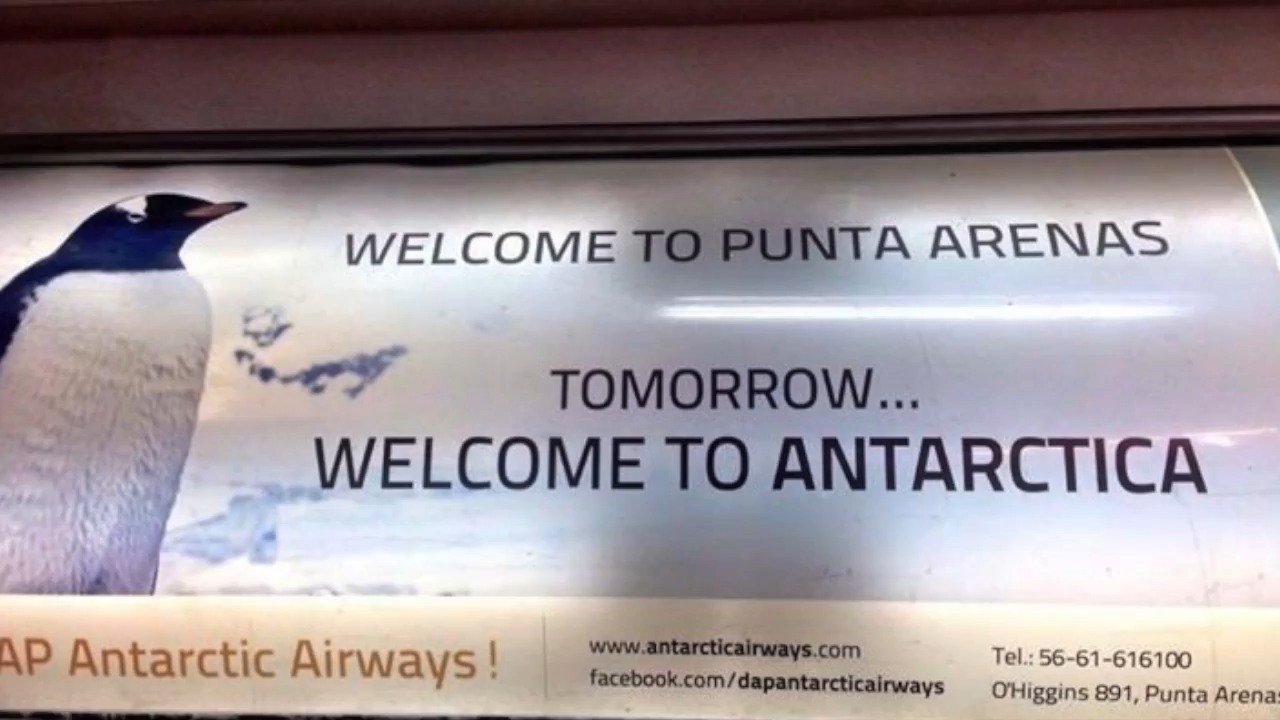 WELCOME TO PUNTA ARENAS
TOMORROW...
WELCOME TO ANTARCTICA
AP Antarctic Airways!
www.antarcticairways.com
facebook.com/dapantarcticairways
Tel.: 56-61-616100
O'Higgins 891, Punta Arenas